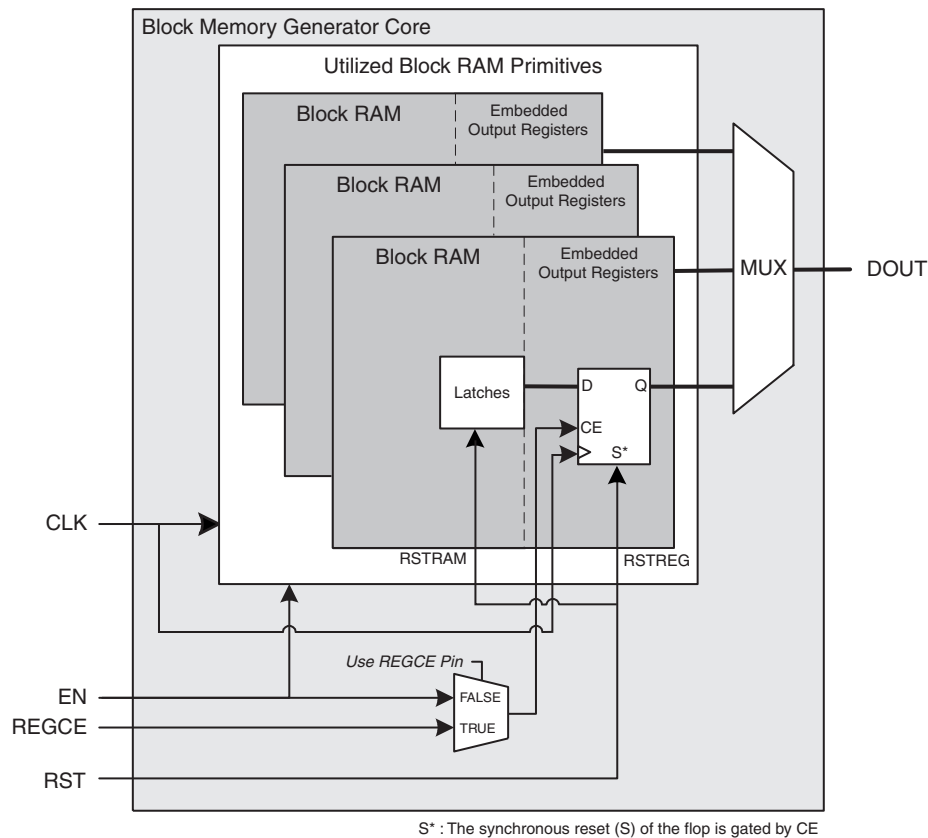 Block Memory Generator Core
Utilized Block RAM Primitives
Block RAM
Embedded
Output Registers
Block RAM
Embedded
Output Registers
Block RAM
Embedded
Output Registers
MUX
DOUT
Latches
D
Q
CE
S*
CLK
RSTRAM
RSTREG
Use REGCE Pin
EN
FALSE
REGCE
TRUE
RST
S* : The synchronous reset (S) of the flop is gated by CE